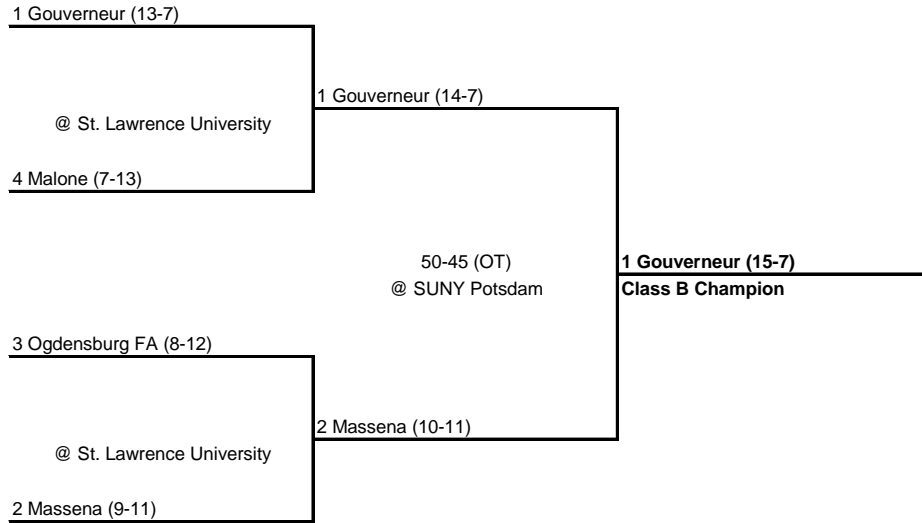 1 Gouverneur (13-7)
1 Gouverneur (14-7)
@ St. Lawrence University
4 Malone (7-13)
50-45 (OT)
1 Gouverneur (15-7)
@ SUNY Potsdam
Class B Champion
3 Ogdensburg FA (8-12)
2 Massena (10-11)
@ St. Lawrence University
2 Massena (9-11)